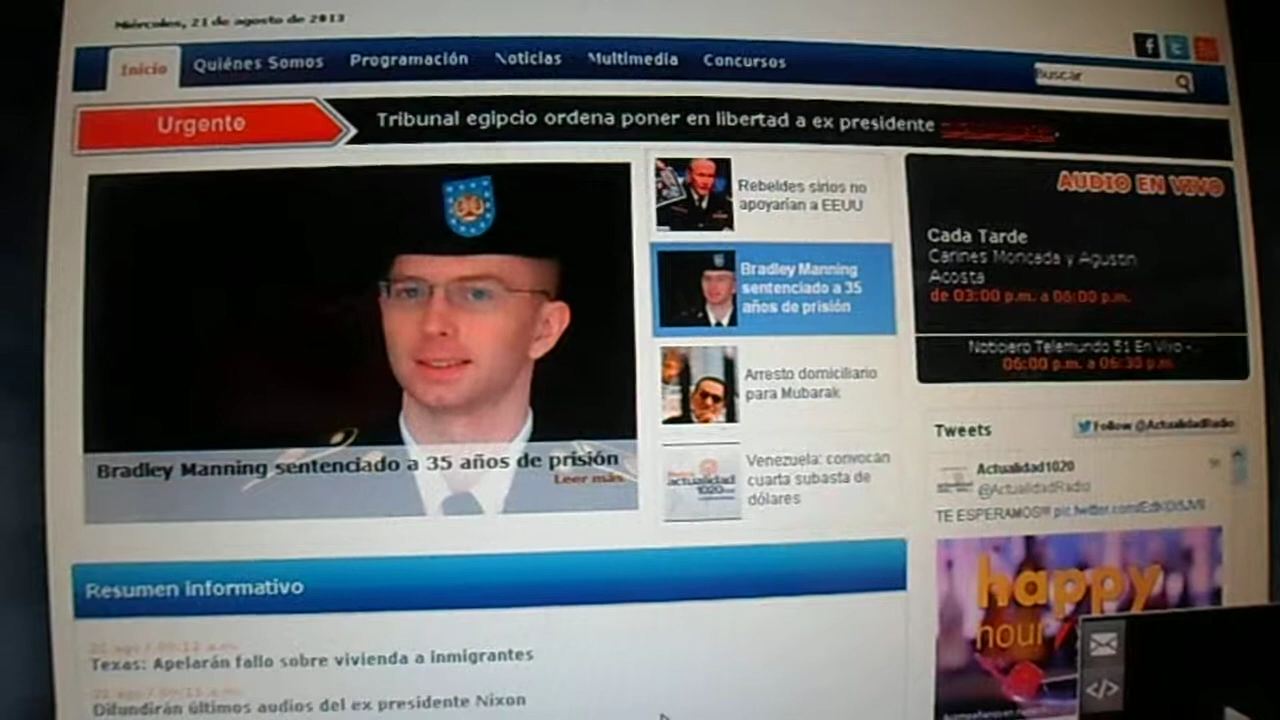 Miércoles, 21 de agosto de 2013
Inicio
Quiénes Somos
Programación
Noticias
Multimedia
Concursos
Buscar
Urgente
Tribunal egipcio ordena poner en libertad a ex presidente
Bradley Manning sentenciado a 35 años de prisión
Leer más
Rebeldes sirios no
apoyarían a EEUU
Bradley Manning
sentenciado a 35
años de prisión
Arresto domiciliario
para Mubarak
actualidad
1020
Venezuela: convocan
cuarta subasta de
dólares
AUDIO EN VIVO
Cada Tarde
Carines Moncada y Agustin
Acosta
de 03:00 p.m. a 06:00 p.m.
Noticiero Telemundo 51 En Vivo -...
06:00 p.m. a 06:30 p.m.
Tweets
Follow @ActualidadRadio
Actualidad1020
@ActualidadRadio
TE ESPERAMOS!!!
happy
hour
Resumen Informativo
Texas: Apelarán fallo sobre vivienda a inmigrantes
Difundirán últimos audios del ex presidente Nixon